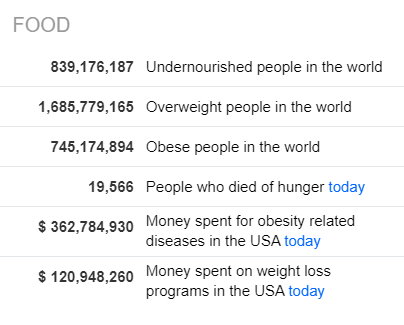 FOOD
839,176,187 Undernourished people in the world
1,685,779,165 Overweight people in the world
745,174,894 Obese people in the world
19,566 People who died of hunger today
$ 362,784,930 Money spent for obesity related
diseases in the USA today
$ 120,948,260 Money spent on weight loss
programs in the USA today